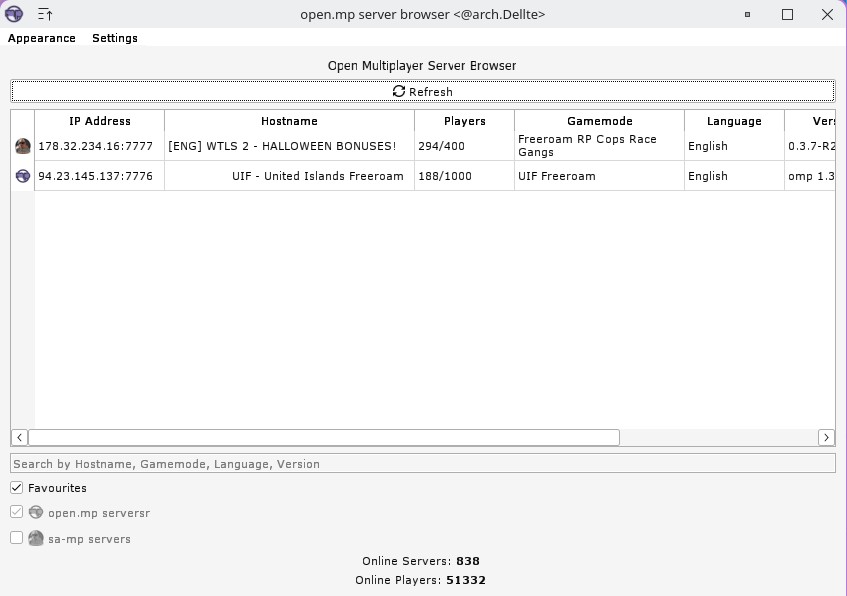 open.mp server browser <@arch.Dellte>
Appearance Settings
Open Multiplayer Server Browser
Refresh
IP Address Hostname Players Gamemode Language Vers
178.32.234.16:7777 [ENG] WTLS 2 - HALLOWEEN BONUSES! 294/400 Freeroam RP Cops Race Gangs English 0.3.7-R2
94.23.145.137:7776 UIF - United Islands Freeroam 188/1000 UIF Freeroam English omp 1.3
Search by Hostname, Gamemode, Language, Version
Favourites
open.mp serversr
sa-mp servers
Online Servers: 838
Online Players: 51332